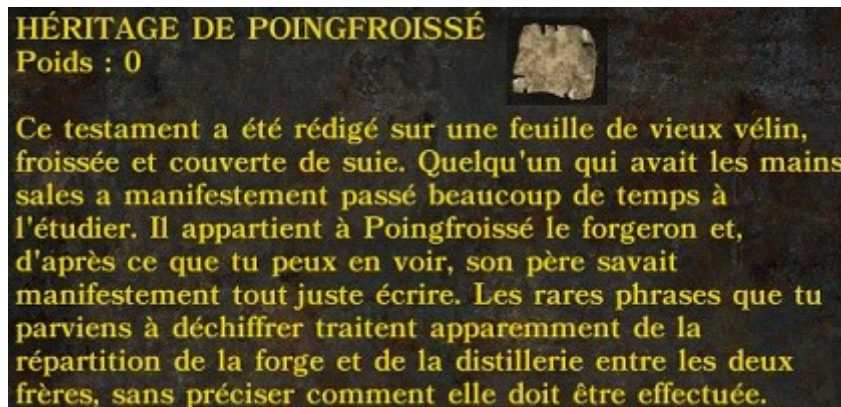 HÉRITAGE DE POINGFROISSÉ
Poids : 0
Ce testament a été rédigé sur une feuille de vieux vélin,
froissée et couverte de suie. Quelqu'un qui avait les mains
sales a manifestement passé beaucoup de temps à
l'étudier. Il appartient à Poingfroissé le forgeron et,
d'après ce que tu peux en voir, son père savait
manifestement tout juste écrire. Les rares phrases que tu
parviens à déchiffrer traitent apparemment de la
répartition de la forge et de la distillerie entre les deux
frères, sans préciser comment elle doit être effectuée.